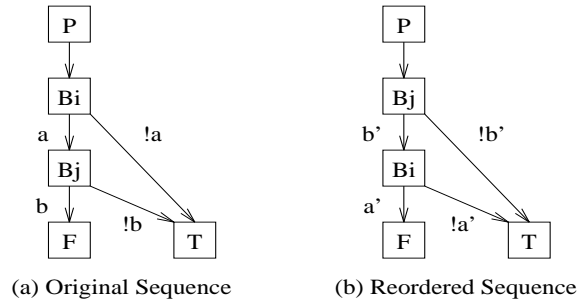 P P
Bi Bj
a !a b’ !b’
Bj Bi
b !b a’ !a’
F T F T
(a) Original Sequence (b) Reordered Sequence